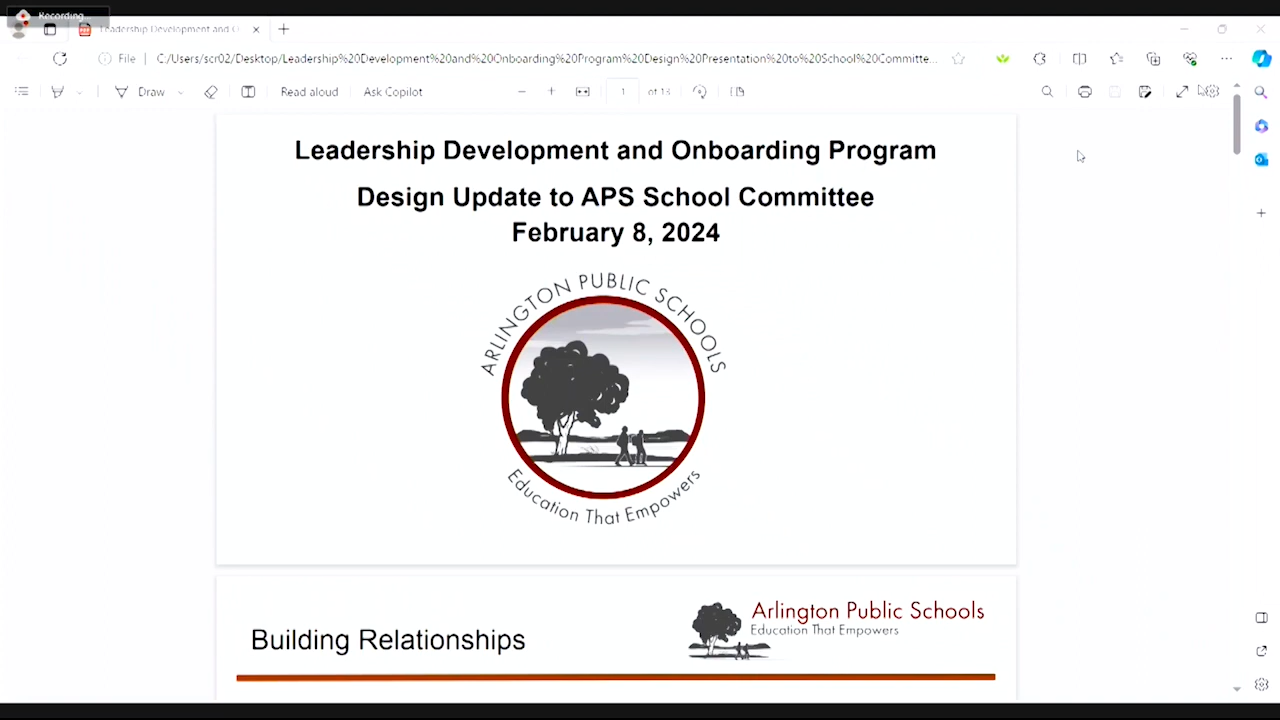 Recording...
Leadership Development and O
File
C:/Users/scr02/Desktop/Leadership%20Development%20and%20Onboarding%20Program%20Design%20Presentation%20to%20School%20Committe...
Draw
Read aloud
Ask Copilot
1 of 13
Leadership Development and Onboarding Program
Design Update to APS School Committee
February 8, 2024
ARLINGTON PUBLIC SCHOOLS
Education That Empowers
Building Relationships
Arlington Public Schools
Education That Empowers